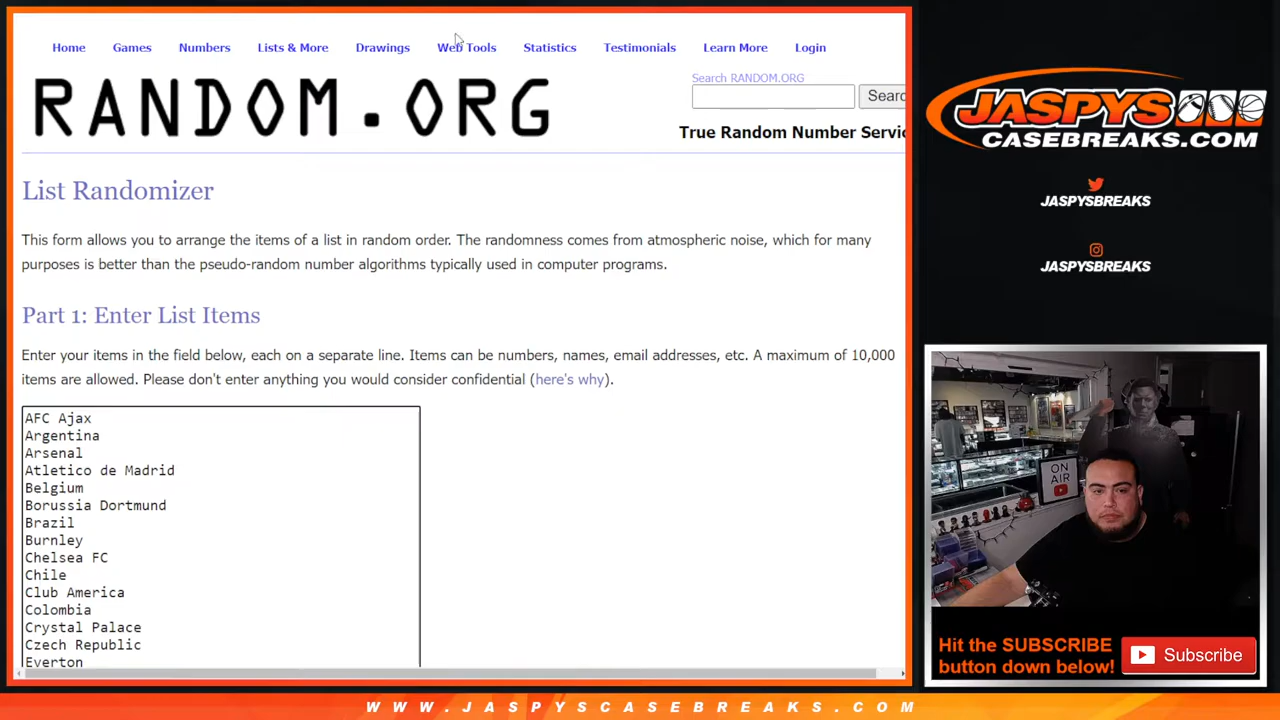 Home Games Numbers Lists & More Drawings Web Tools Statistics Testimonials Learn More Login
RANDOM.ORG
Search RANDOM.ORG
Searc
True Random Number Servic
List Randomizer
This form allows you to arrange the items of a list in random order. The randomness comes from atmospheric noise, which for many
purposes is better than the pseudo-random number algorithms typically used in computer programs.
Part 1: Enter List Items
Enter your items in the field below, each on a separate line. Items can be numbers, names, email addresses, etc. A maximum of 10,000
items are allowed. Please don't enter anything you would consider confidential (here's why).
AFC Ajax
Argentina
Arsenal
Atletico de Madrid
Belgium
Borussia Dortmund
Brazil
Burnley
Chelsea FC
Chile
Club America
Colombia
Crystal Palace
Czech Republic
Everton
JASPYS
CASEBREAKS.COM
JASPYSBREAKS
JASPYSBREAKS
ON
AIR
Hit the SUBSCRIBE
button down below!
Subscribe
WWW.JASPYSCASEBREAKS.COM